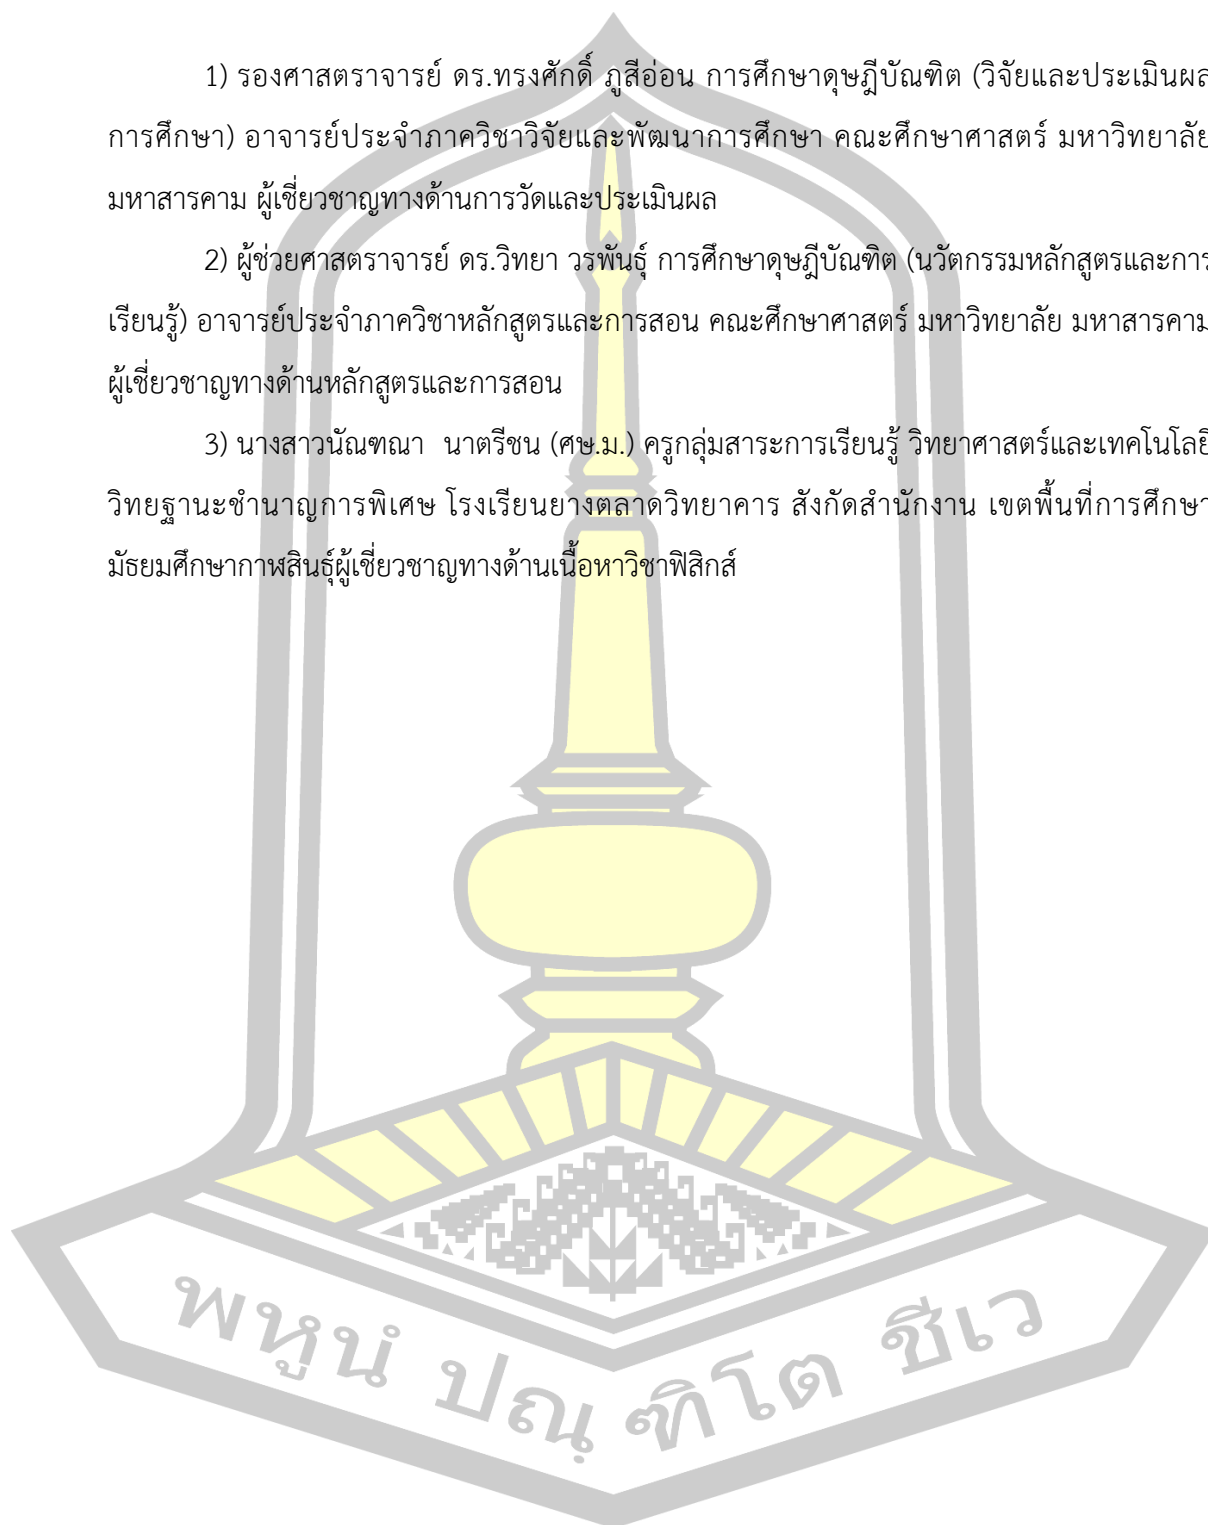 1) รองศาสตราจารย์ ดร.ทรงศักดิ์ ภูสีอ่อน การศึกษาดุษฎีบัณฑิต (วิจัยและประเมินผล
การศึกษา) อาจารย์ประจำภาควิชาวิจัยและพัฒนาการศึกษา คณะศึกษาศาสตร์ มหาวิทยาลัย
มหาสารคาม ผู้เชี่ยวชาญทางด้านการวัดและประเมินผล
2) ผู้ช่วยศาสตราจารย์ ดร.วิทยา วรพันธุ์ การศึกษาดุษฎีบัณฑิต (นวัตกรรมหลักสูตรและการ
เรียนรู้) อาจารย์ประจำภาควิชาหลักสูตรและการสอน คณะศึกษาศาสตร์ มหาวิทยาลัย มหาสารคาม
ผู้เชี่ยวชาญทางด้านหลักสูตรและการสอน
3) นางสาวนัณฑณา นาตรีชน (ศษ.ม.) ครูกลุ่มสาระการเรียนรู้ วิทยาศาสตร์และเทคโนโลยี
วิทยฐานะชำนาญการพิเศษ โรงเรียนยางตลาดวิทยาคาร สังกัดสำนักงาน เขตพื้นที่การศึกษา
มัธยมศึกษากาฬสินธุ์ผู้เชี่ยวชาญทางด้านเนื้อหาวิชาฟิสิกส์
พหูนํ ปณฺ ฑิโต ชีเว